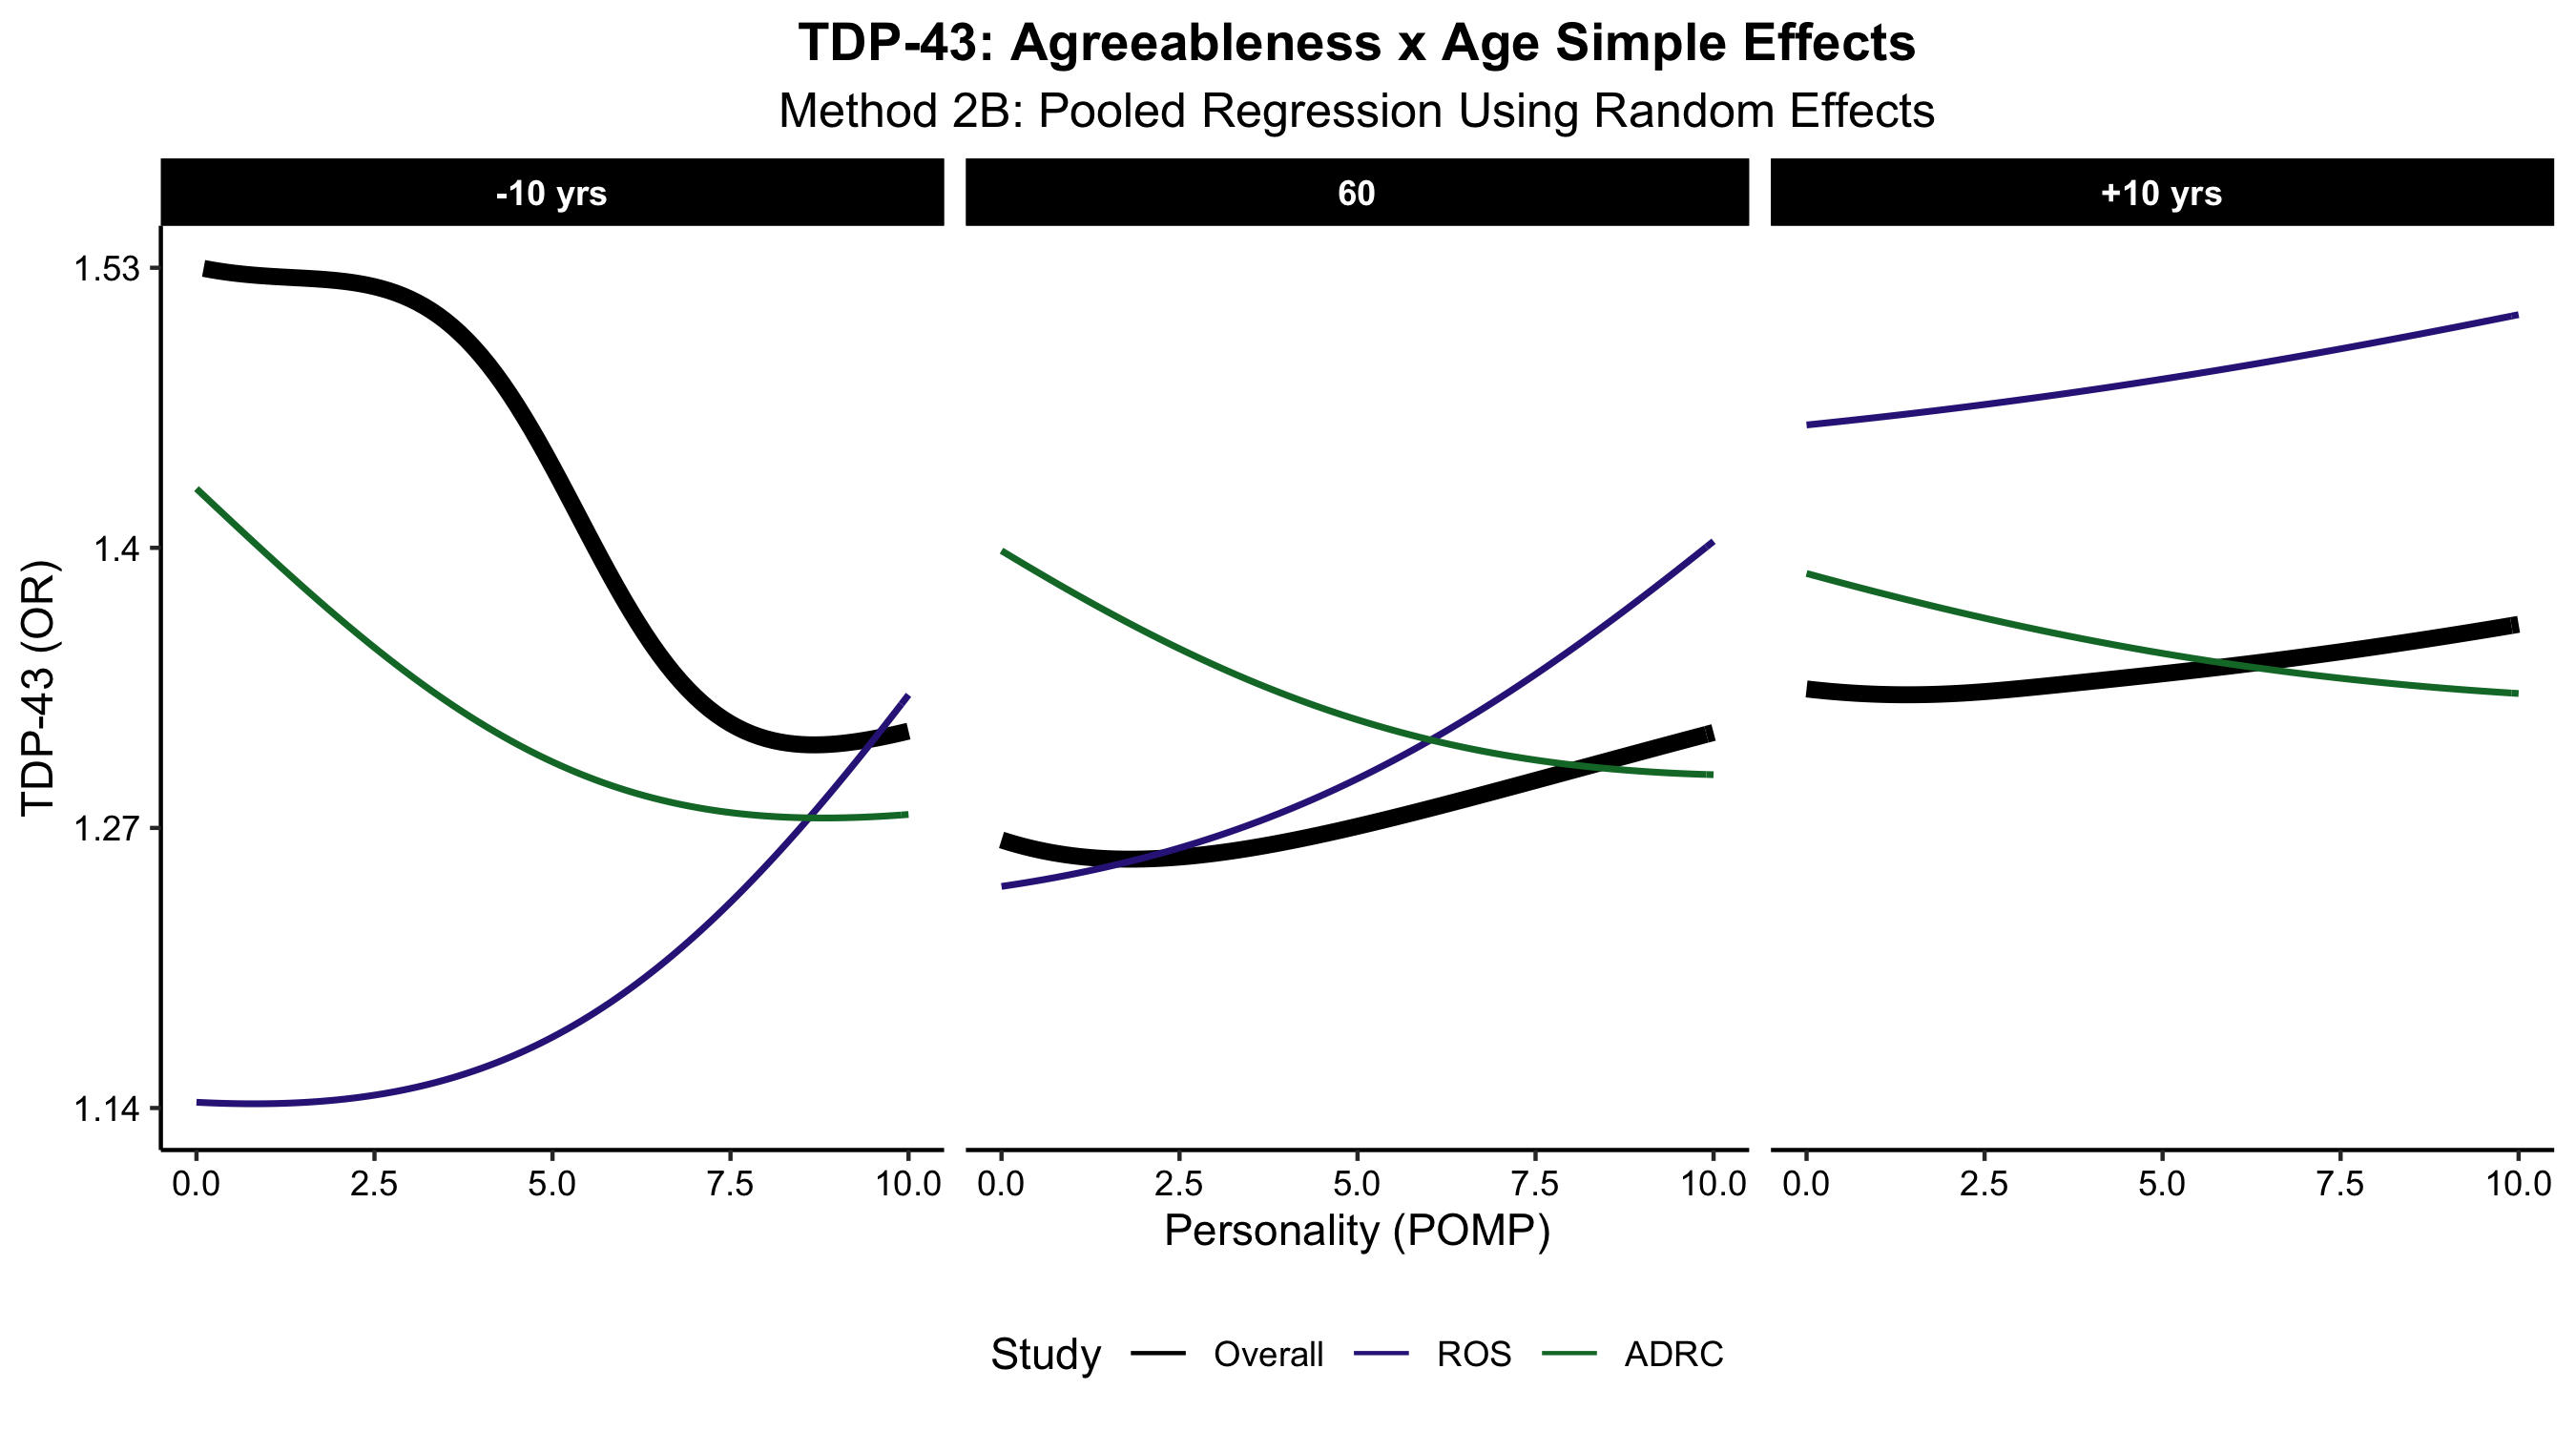 TDP-43: Agreeableness x Age Simple Effects
Method 2B: Pooled Regression Using Random Effects
-10 yrs 60 +10 yrs
TDP-43 (OR)
1.53
1.4
1.27
1.14
0.0 2.5 5.0 7.5 10.0 0.0 2.5 5.0 7.5 10.0 0.0 2.5 5.0 7.5 10.0
Personality (POMP)
Study Overall ROS ADRC